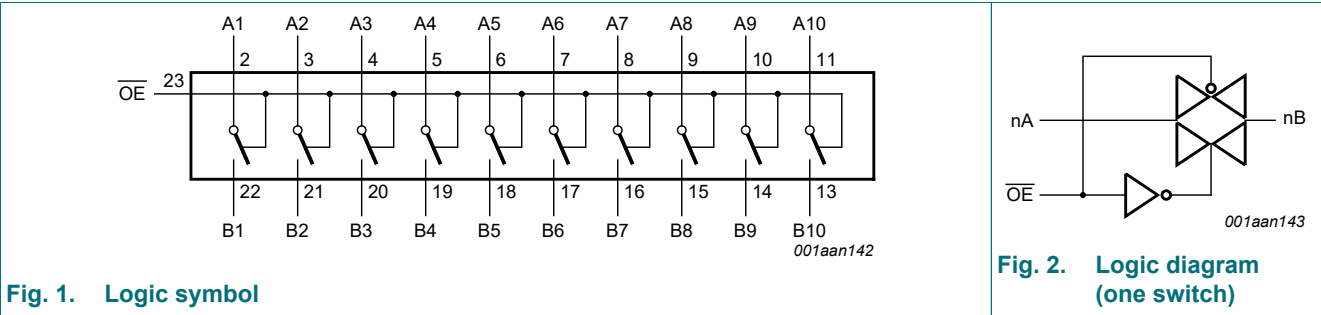 A1 A2 A3 A4 A5 A6 A7 A8 A9 A10
2 3 4 5 6 7 8 9 10 11
23
OE
22 21 20 19 18 17 16 15 14 13
B1 B2 B3 B4 B5 B6 B7 B8 B9 B10
001aan142
Fig. 1. Logic symbol
nA
nB
OE
001aan143
Fig. 2. Logic diagram
(one switch)